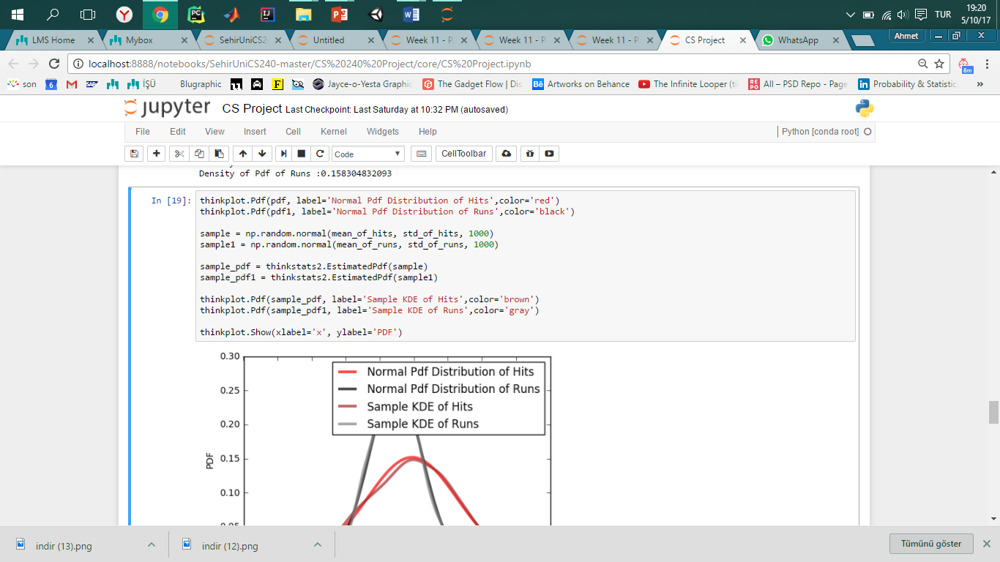 19:20
TUR
5/10/17
LMS Home
Mybox
SehirUniCS24
Untitled
Week 11 - P
Week 11 - P
Week 11 - P
CS Project
WhatsApp
Ahmet
localhost:8888/notebooks/SehirUniCS240-master/CS%20240%20Project/core/CS%20Project.ipynb
8m
son
6
SAP
İŞÜ
Blugraphic
F
Jayce-o-Yesta Graphic
The Gadget Flow | Dis
Bē Artworks on Behance
The Infinite Looper (ti
REPO All – PSD Repo - Page
in Probability & Statistic
»
jupyter CS Project Last Checkpoint: Last Saturday at 10:32 PM (autosaved)
File Edit View Insert Cell Kernel Widgets Help
Python [conda root]
Code
CellToolbar
Density of Pdf of Runs :0.158304832093
In [19]:
thinkplot.Pdf(pdf, label='Normal Pdf Distribution of Hits',color='red')
thinkplot.Pdf(pdf1, label='Normal Pdf Distribution of Runs',color='black')
sample = np.random.normal(mean_of_hits, std_of_hits, 1000)
sample1 = np.random.normal(mean_of_runs, std_of_runs, 1000)
sample_pdf = thinkstats2.EstimatedPdf(sample)
sample_pdf1 = thinkstats2.EstimatedPdf(sample1)
thinkplot.Pdf(sample_pdf, label='Sample KDE of Hits',color='brown')
thinkplot.Pdf(sample_pdf1, label='Sample KDE of Runs',color='gray')
thinkplot.Show(xlabel='x', ylabel='PDF')
0.30
Normal Pdf Distribution of Hits
Normal Pdf Distribution of Runs
Sample KDE of Hits
Sample KDE of Runs
0.25
0.20
0.15
0.10
0.05
PDF
indir (13).png
indir (12).png
Tümünü göster